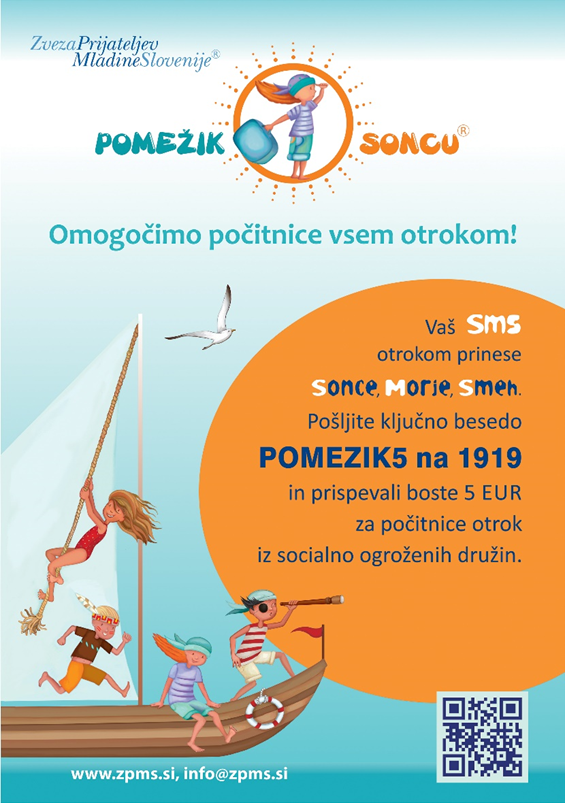 ZvezaPrijateljev
MladineSlovenije®
POMEŽIK SONCU®
Omogočimo počitnice vsem otrokom!
Vaš SMS
otrokom prinese
Sonce, Morje, Smeh.
Pošljite ključno besedo
POMEZIK5 na 1919
in prispevali boste 5 EUR
za počitnice otrok
iz socialno ogroženih družin.
www.zpms.si, info@zpms.si